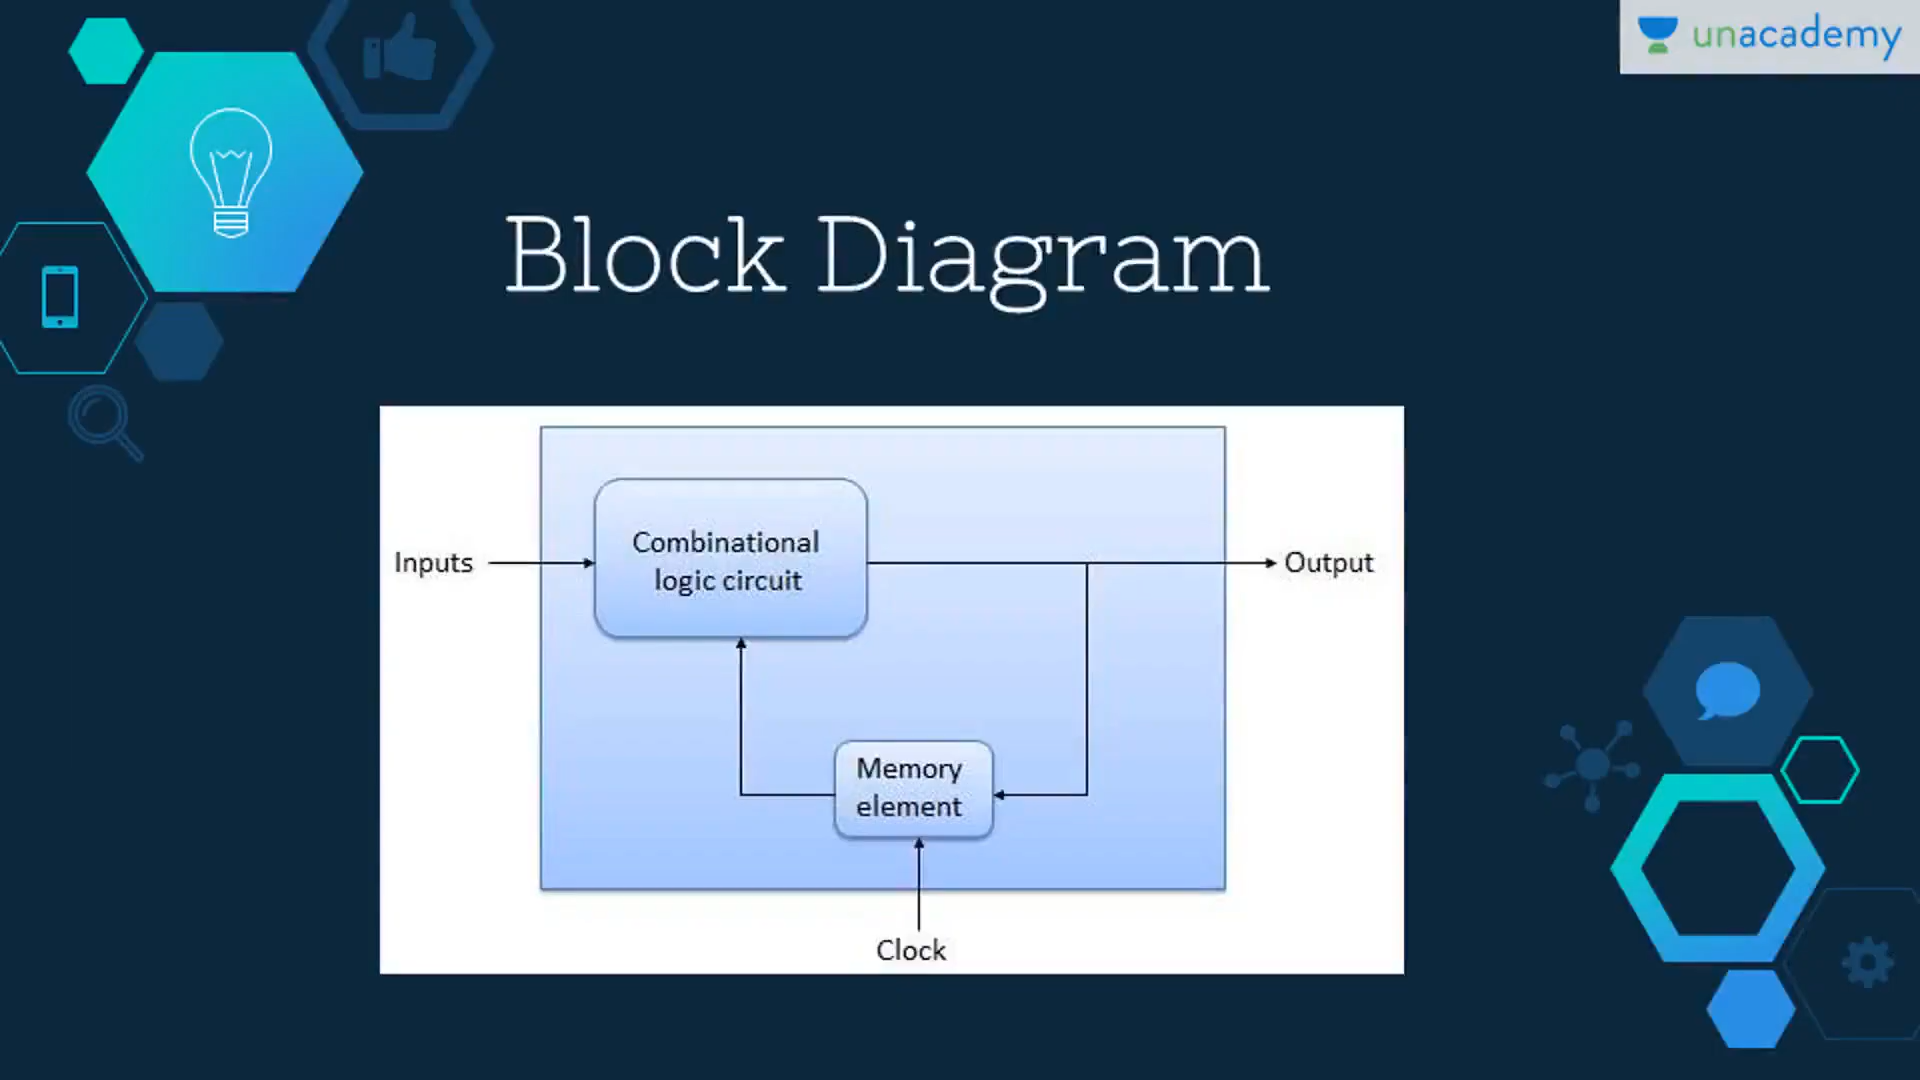 unacademy
Block Diagram
Combinational
logic circuit
Inputs
Output
Memory
element
Clock